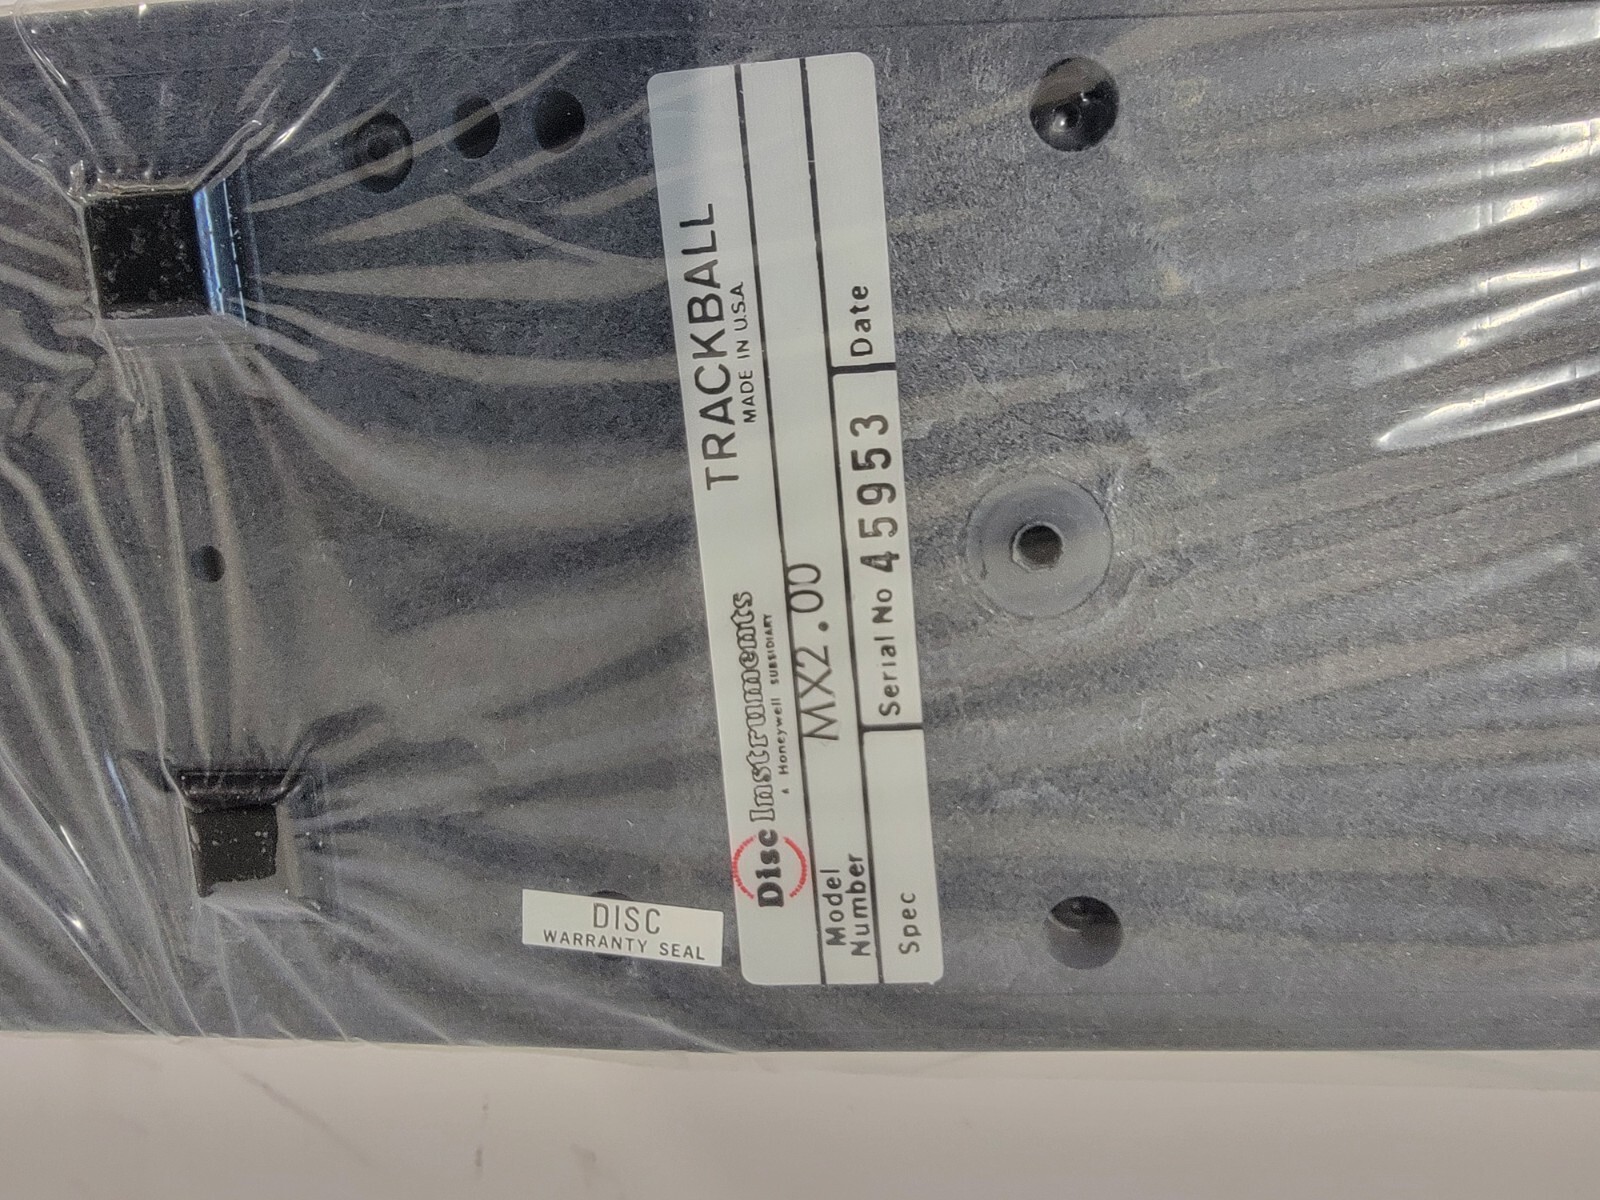 Disc Instruments TRACKBALL
A Honeywell SUBSIDIARY MADE IN U.S.A
Model
Number MX2.00
Spec Serial No 45953 Date
DISC
WARRANTY SEAL